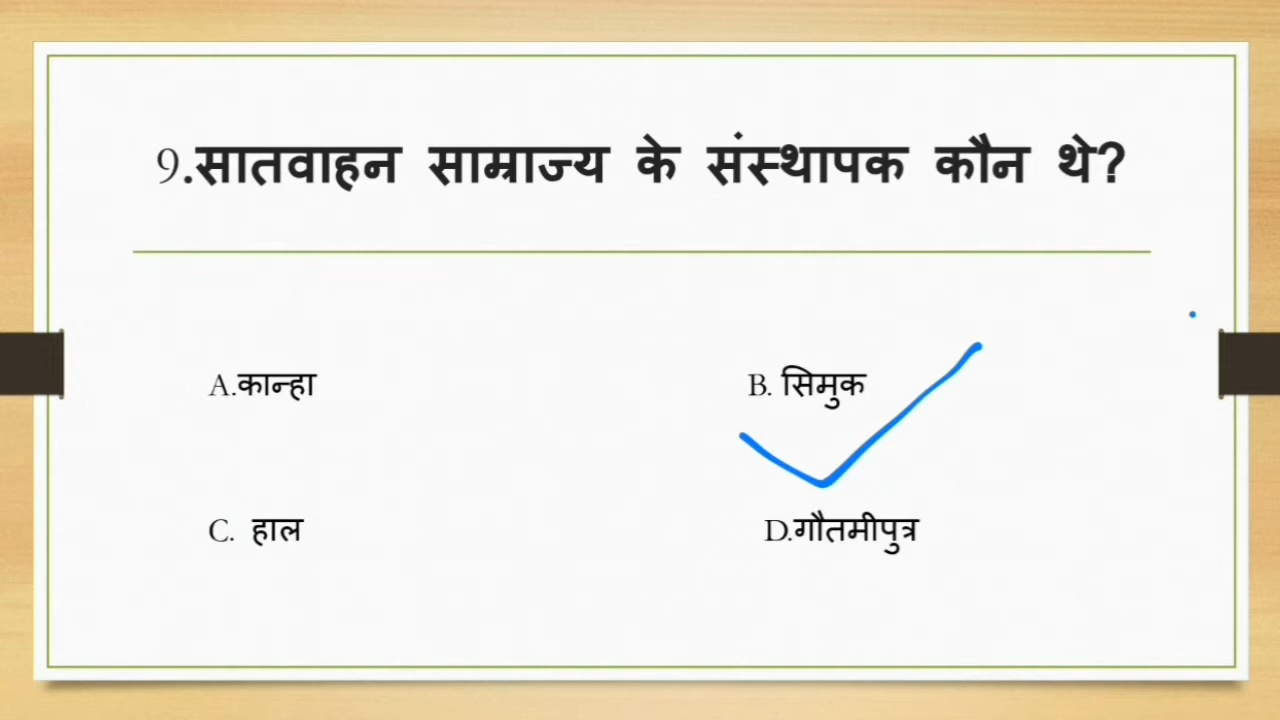 9.सातवाहन साम्राज्य के संस्थापक कौन थे?
A.कान्हा
B. सिमुक
C. हाल
D.गौतमीपुत्र